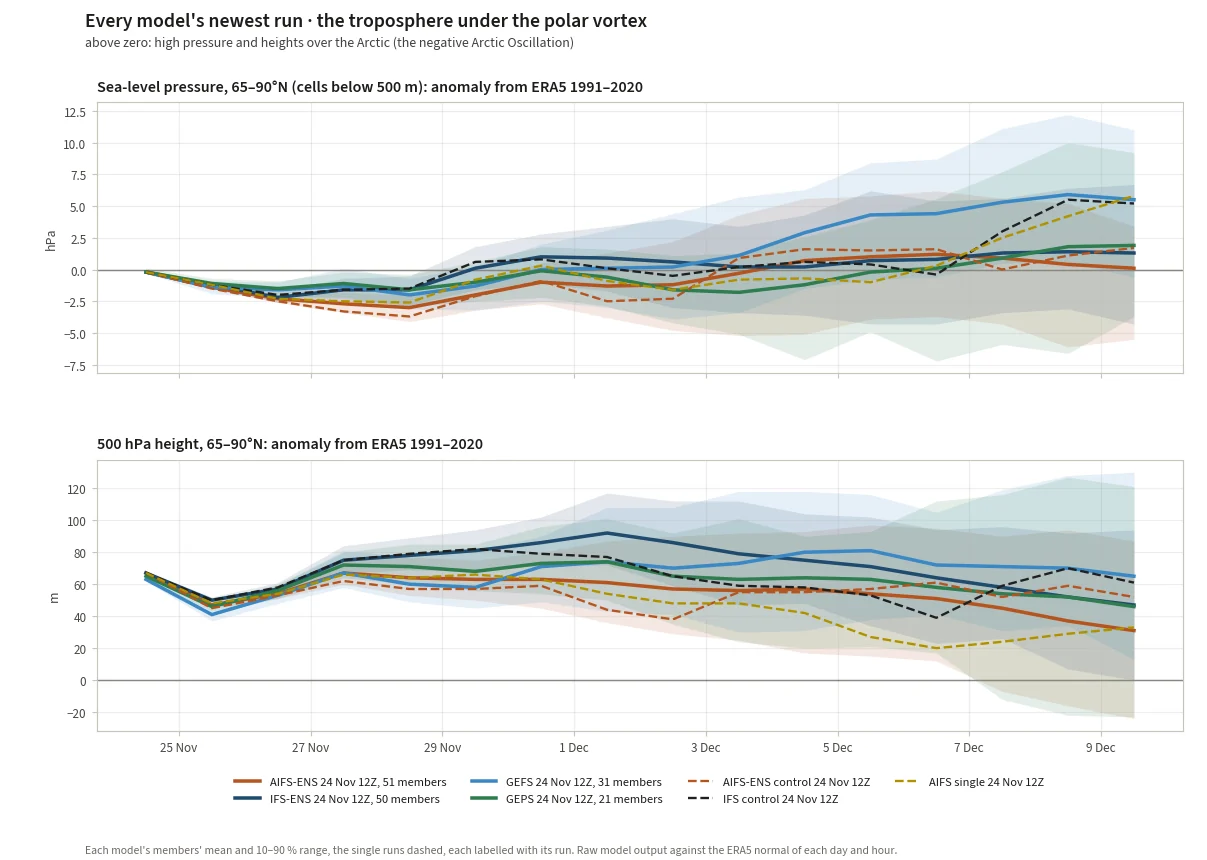 Every model's newest run · the troposphere under the polar vortex
above zero: high pressure and heights over the Arctic (the negative Arctic Oscillation)
Sea-level pressure, 65–90°N (cells below 500 m): anomaly from ERA5 1991–2020
12.5
10.0
7.5
5.0
2.5
0.0
−2.5
−5.0
−7.5
hPa
500 hPa height, 65–90°N: anomaly from ERA5 1991–2020
120
100
80
60
40
20
0
−20
m
25 Nov 27 Nov 29 Nov 1 Dec 3 Dec 5 Dec 7 Dec 9 Dec
AIFS-ENS 24 Nov 12Z, 51 members GEFS 24 Nov 12Z, 31 members AIFS-ENS control 24 Nov 12Z AIFS single 24 Nov 12Z
IFS-ENS 24 Nov 12Z, 50 members GEPS 24 Nov 12Z, 21 members IFS control 24 Nov 12Z
Each model's members' mean and 10–90 % range, the single runs dashed, each labelled with its run. Raw model output against the ERA5 normal of each day and hour.